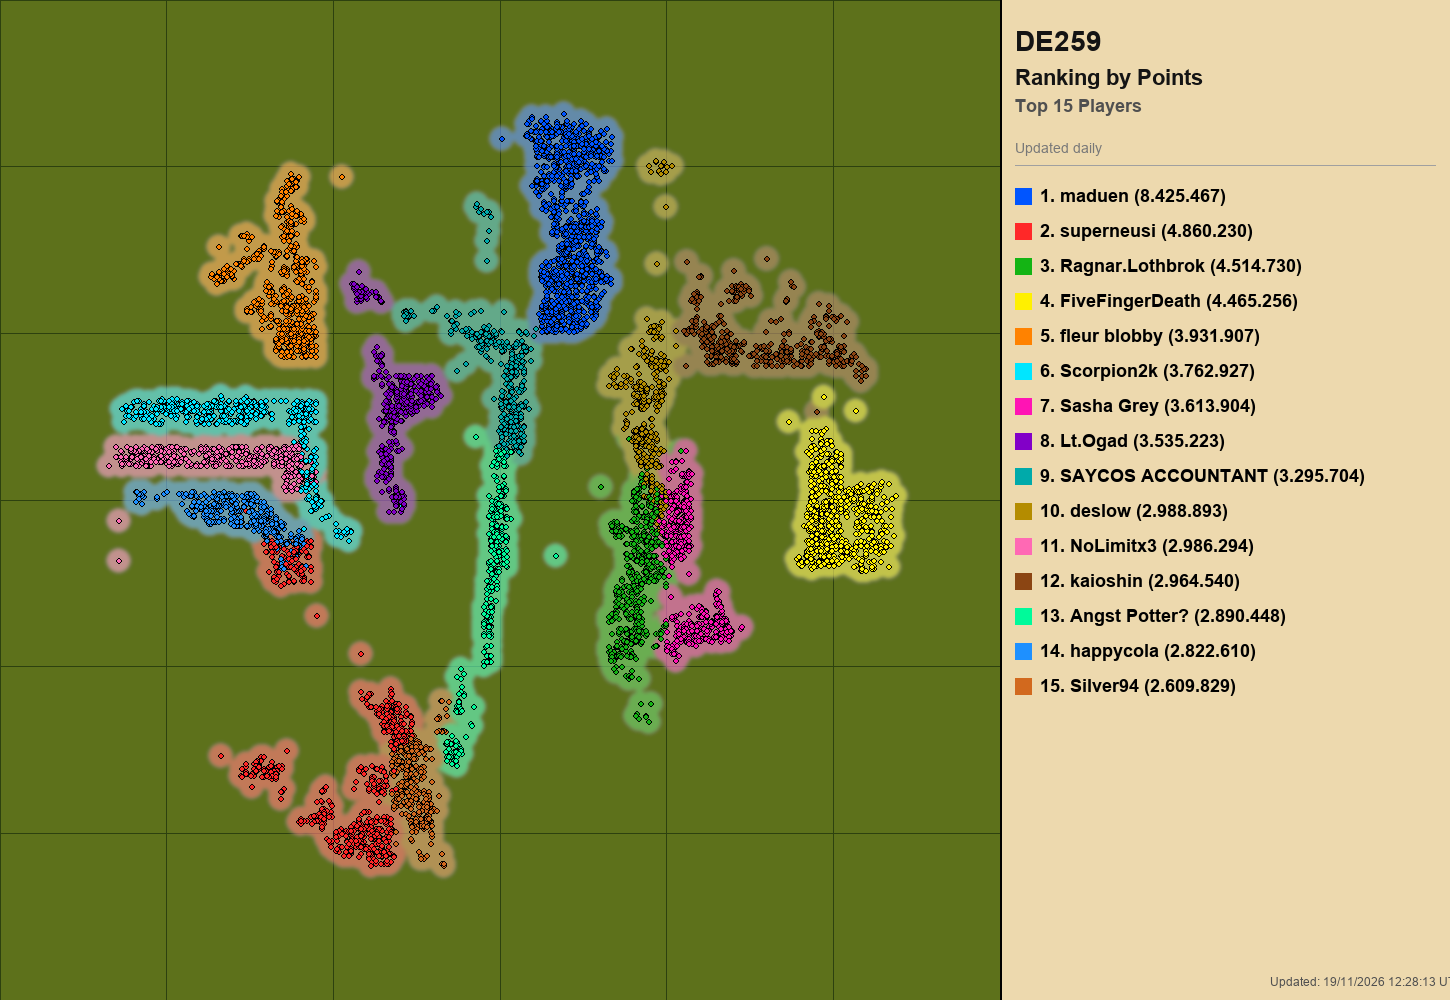 DE259
Ranking by Points
Top 15 Players
Updated daily
1. maduen (8.425.467)
2. superneusi (4.860.230)
3. Ragnar.Lothbrok (4.514.730)
4. FiveFingerDeath (4.465.256)
5. fleur blobby (3.931.907)
6. Scorpion2k (3.762.927)
7. Sasha Grey (3.613.904)
8. Lt.Ogad (3.535.223)
9. SAYCOS ACCOUNTANT (3.295.704)
10. deslow (2.988.893)
11. NoLimitx3 (2.986.294)
12. kaioshin (2.964.540)
13. Angst Potter? (2.890.448)
14. happycola (2.822.610)
15. Silver94 (2.609.829)
Updated: 19/11/2026 12:28:13